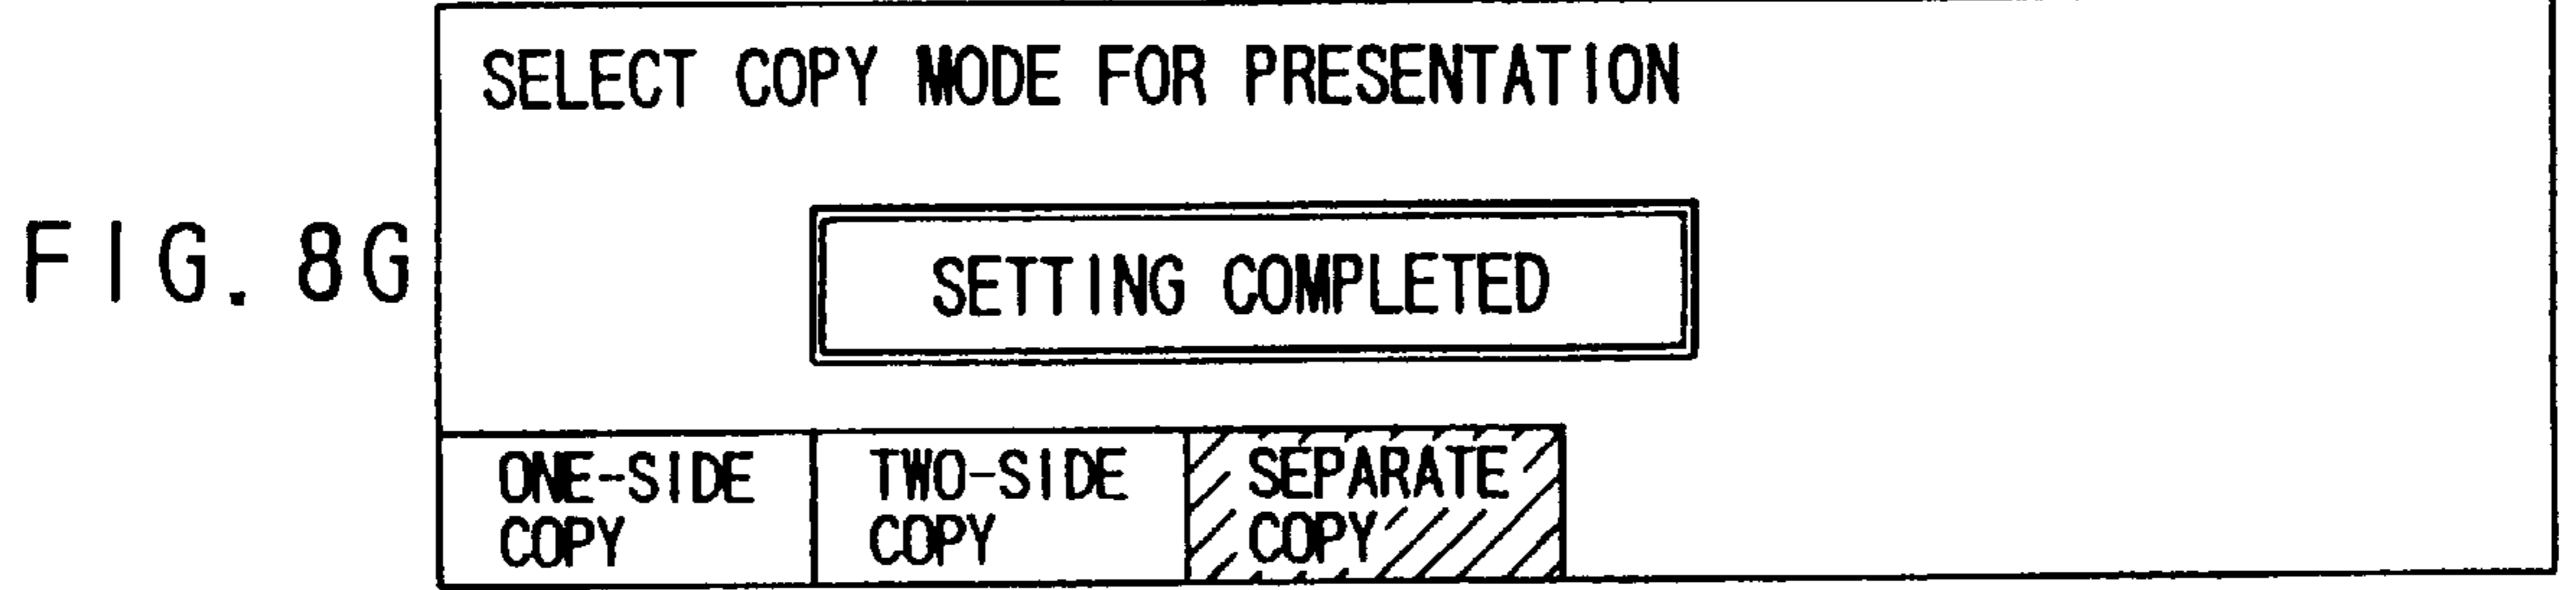 SELECT COPY MODE FOR PRESENTATION
FIG. 8G
SETTING COMPLETED
ONE-SIDE COPY
TWO-SIDE COPY
SEPARATE COPY